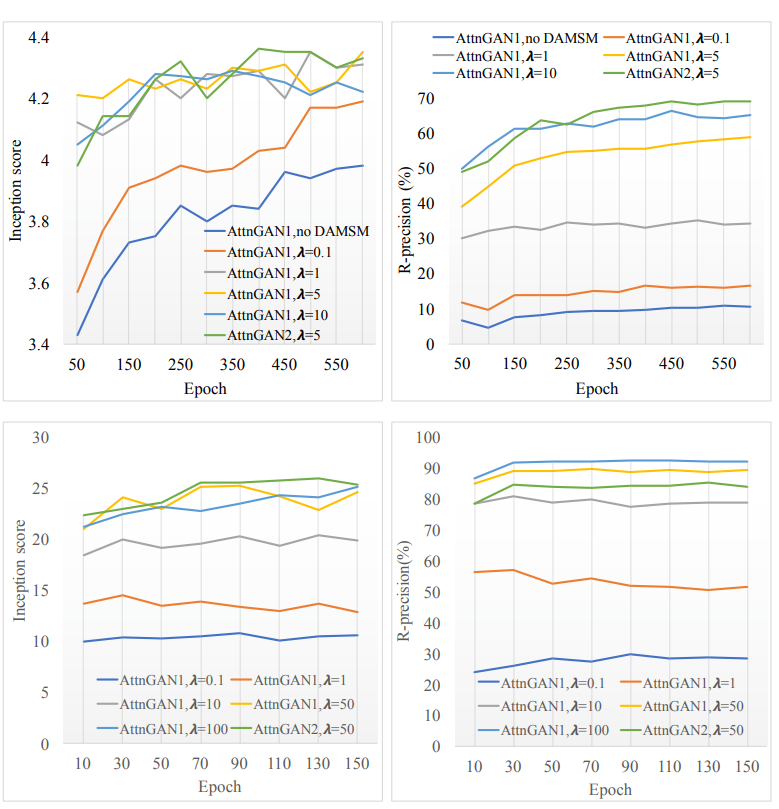 4.4
4.2
4
3.8
3.6
3.4
Inception score
AttnGAN1,no DAMSM
AttnGAN1,λ=0.1
AttnGAN1,λ=1
AttnGAN1,λ=5
AttnGAN1,λ=10
AttnGAN2,λ=5
50 150 250 350 450 550
Epoch
AttnGAN1,no DAMSM AttnGAN1,λ=0.1
AttnGAN1,λ=1 AttnGAN1,λ=5
AttnGAN1,λ=10 AttnGAN2,λ=5
70
60
50
40
30
20
10
0
R-precision (%)
50 150 250 350 450 550
Epoch
30
25
20
15
10
5
0
Inception score
AttnGAN1,λ=0.1 AttnGAN1,λ=1
AttnGAN1,λ=10 AttnGAN1,λ=50
AttnGAN1,λ=100 AttnGAN2,λ=50
10 30 50 70 90 110 130 150
Epoch
100
90
80
70
60
50
40
30
20
10
0
R-precision(%)
AttnGAN1,λ=0.1 AttnGAN1,λ=1
AttnGAN1,λ=10 AttnGAN1,λ=50
AttnGAN1,λ=100 AttnGAN2,λ=50
10 30 50 70 90 110 130 150
Epoch